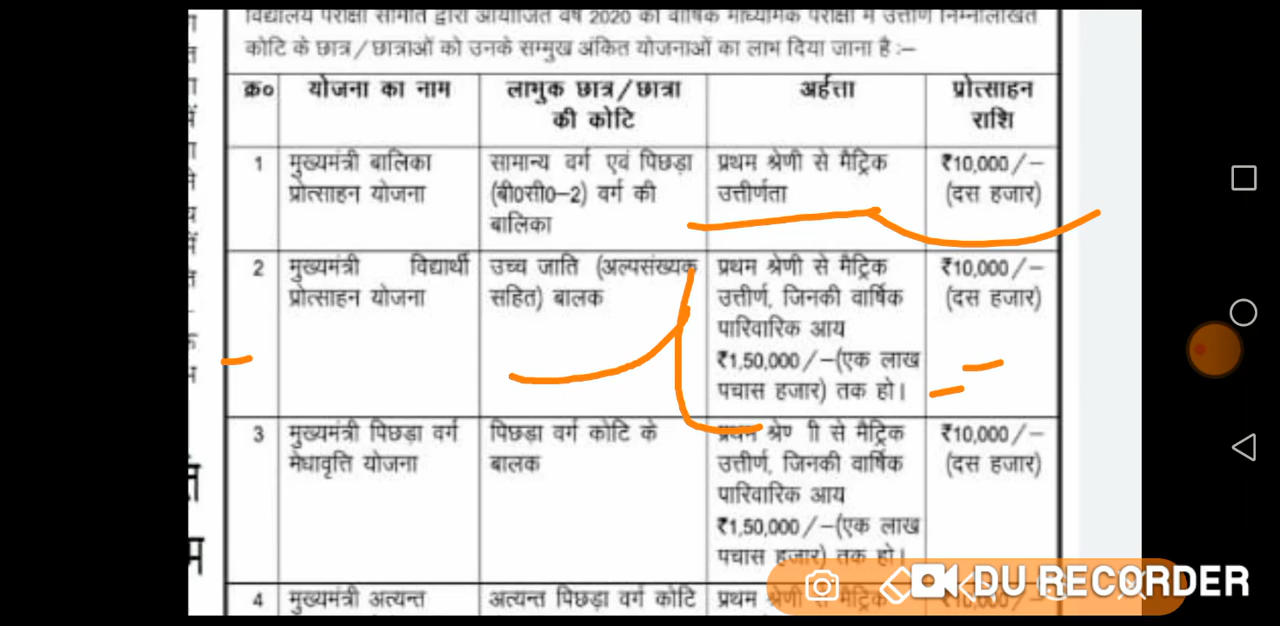 विद्यालय परीक्षा समिति द्वारा आयोजित वर्ष 2020 की वार्षिक माध्यमिक परीक्षा में उत्तीर्ण निम्नलिखित
कोटि के छात्र/छात्राओं को उनके सम्मुख अंकित योजनाओं का लाभ दिया जाना है :–
क्र० योजना का नाम लाभुक छात्र/छात्रा की कोटि अर्हत्ता प्रोत्साहन राशि
1 मुख्यमंत्री बालिका सामान्य वर्ग एवं पिछड़ा प्रथम श्रेणी से मैट्रिक ₹10,000/–
प्रोत्साहन योजना (बी0सी0–2) वर्ग की उत्तीर्णता (दस हजार)
बालिका
2 मुख्यमंत्री विद्यार्थी उच्च जाति (अल्पसंख्यक प्रथम श्रेणी से मैट्रिक ₹10,000/–
प्रोत्साहन योजना सहित) बालक उत्तीर्ण, जिनकी वार्षिक (दस हजार)
पारिवारिक आय
₹1,50,000/–(एक लाख
पचास हजार) तक हो।
3 मुख्यमंत्री पिछड़ा वर्ग पिछड़ा वर्ग कोटि के प्रथम श्रेणी से मैट्रिक ₹10,000/–
मेधावृत्ति योजना बालक उत्तीर्ण, जिनकी वार्षिक (दस हजार)
पारिवारिक आय
₹1,50,000/–(एक लाख
पचास हजार) तक हो।
4 मुख्यमंत्री अत्यन्त अत्यन्त पिछड़ा वर्ग कोटि प्रथम श्रेणी से मैट्रिक ₹10,000/–
DU RECORDER